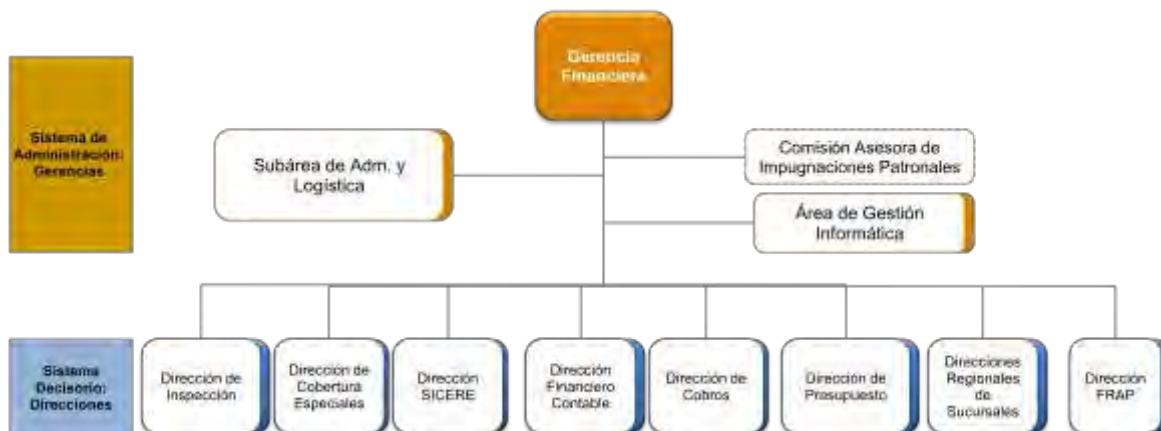 Gerencia
Financiera
Sistema de
Administración:
Gerencias
Subárea de Adm. y
Logística
Comisión Asesora de
Impugnaciones Patronales
Área de Gestión
Informática
Sistema
Decisorio:
Direcciones
Dirección de
Inspección
Dirección de
Cobertura
Especiales
Dirección
SICERE
Dirección
Financiero
Contable
Dirección de
Cobros
Dirección de
Presupuesto
Direcciones
Regionales
de
Sucursales
Dirección
FRAP